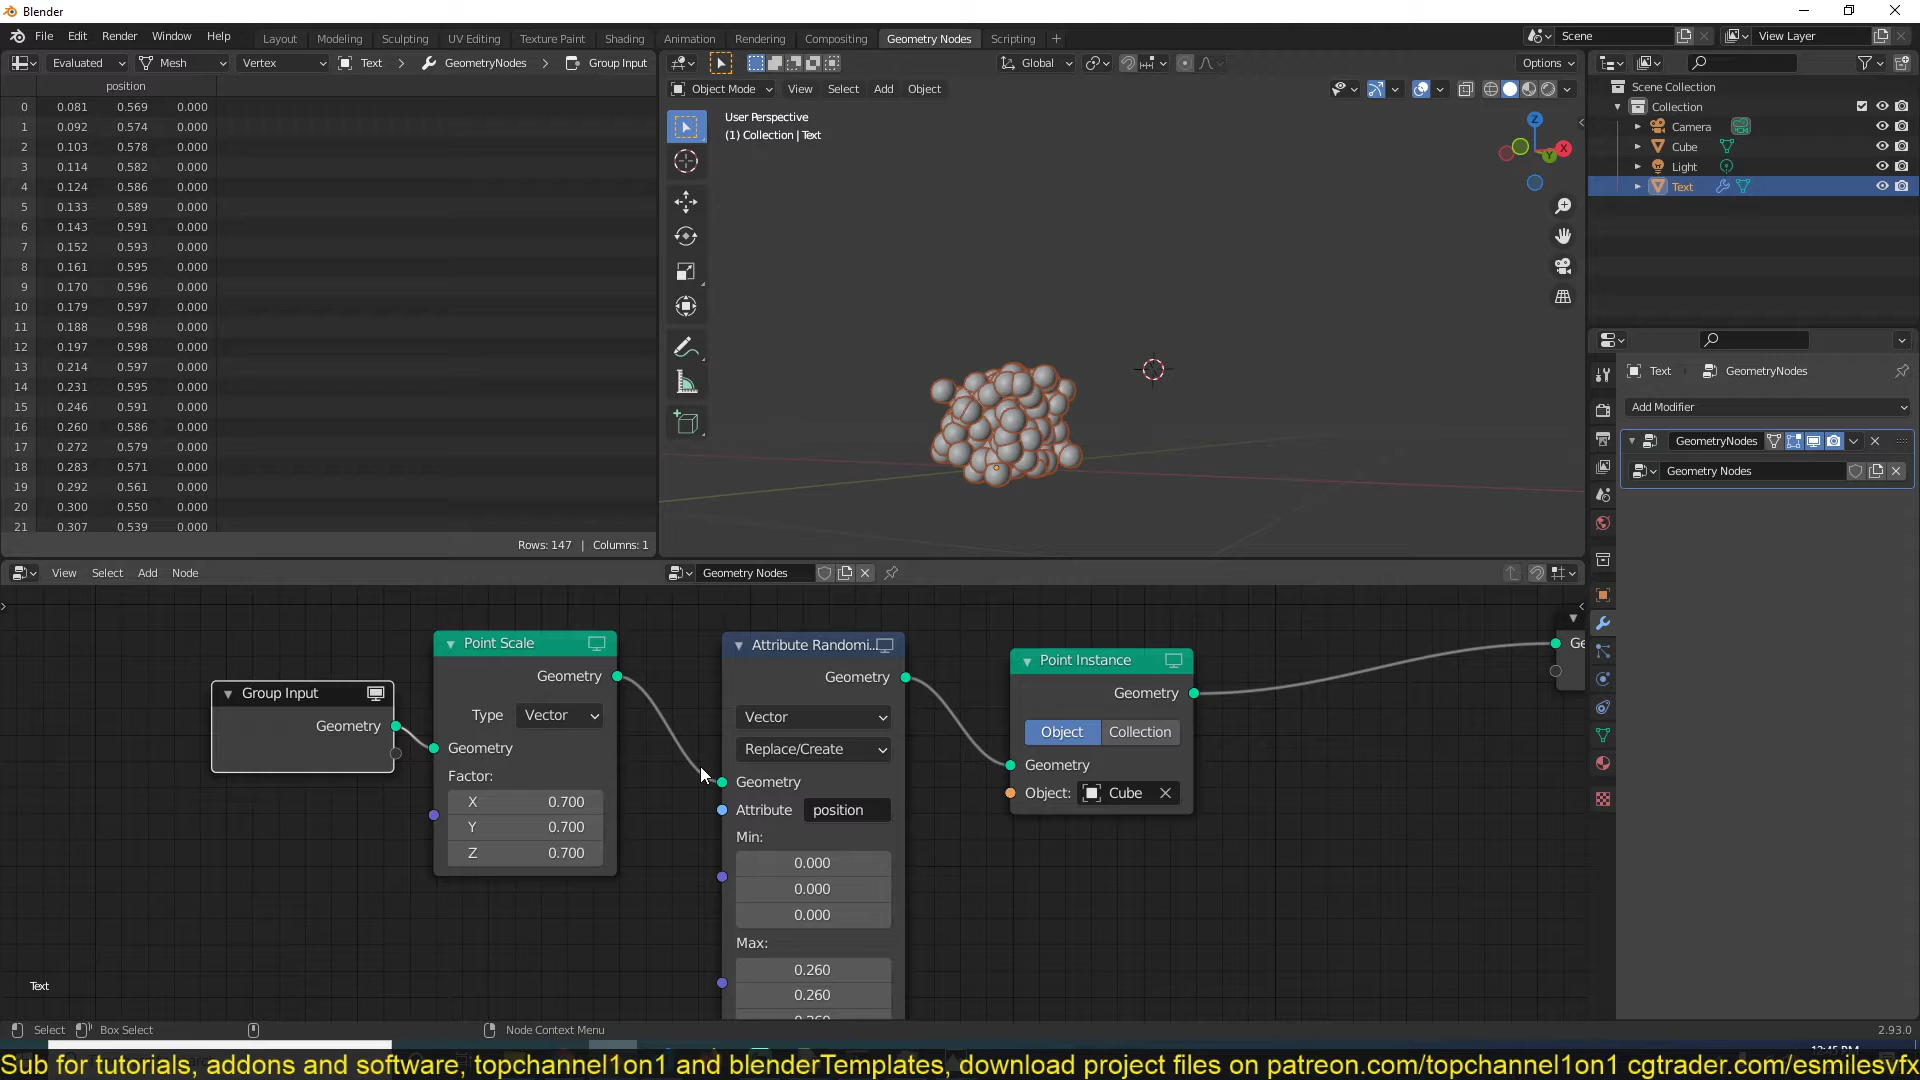 Blender
File Edit Render Window Help Layout Modeling Sculpting UV Editing Texture Paint Shading Animation Rendering Compositing Geometry Nodes Scripting + Scene View Layer
Evaluated Mesh Vertex Text GeometryNodes Group Input Global Options
position
Object Mode View Select Add Object
0 0.081 0.569 0.000
1 0.092 0.574 0.000
2 0.103 0.578 0.000
3 0.114 0.582 0.000
4 0.124 0.586 0.000
5 0.133 0.589 0.000
6 0.143 0.591 0.000
7 0.152 0.593 0.000
8 0.161 0.595 0.000
9 0.170 0.596 0.000
10 0.179 0.597 0.000
11 0.188 0.598 0.000
12 0.197 0.598 0.000
13 0.214 0.597 0.000
14 0.231 0.595 0.000
15 0.246 0.591 0.000
16 0.260 0.586 0.000
17 0.272 0.579 0.000
18 0.283 0.571 0.000
19 0.292 0.561 0.000
20 0.300 0.550 0.000
21 0.307 0.539 0.000
Rows: 147 | Columns: 1
User Perspective
(1) Collection | Text
Z
X
Y
Scene Collection
Collection
Camera
Cube
Light
Text
Text GeometryNodes
Add Modifier
GeometryNodes
Geometry Nodes
View Select Add Node Geometry Nodes
Group Input
Geometry
Point Scale
Geometry
Type Vector
Geometry
Factor:
X 0.700
Y 0.700
Z 0.700
Attribute Randomi...
Geometry
Vector
Replace/Create
Geometry
Attribute position
Min:
0.000
0.000
0.000
Max:
0.260
0.260
0.260
Point Instance
Geometry
Object Collection
Geometry
Object: Cube
Ge
Text
Select Box Select Node Context Menu 2.93.0
12:45 PM
Sub for tutorials, addons and software, topchannel1on1 and blenderTemplates, download project files on patreon.com/topchannel1on1 cgtrader.com/esmilesvfx